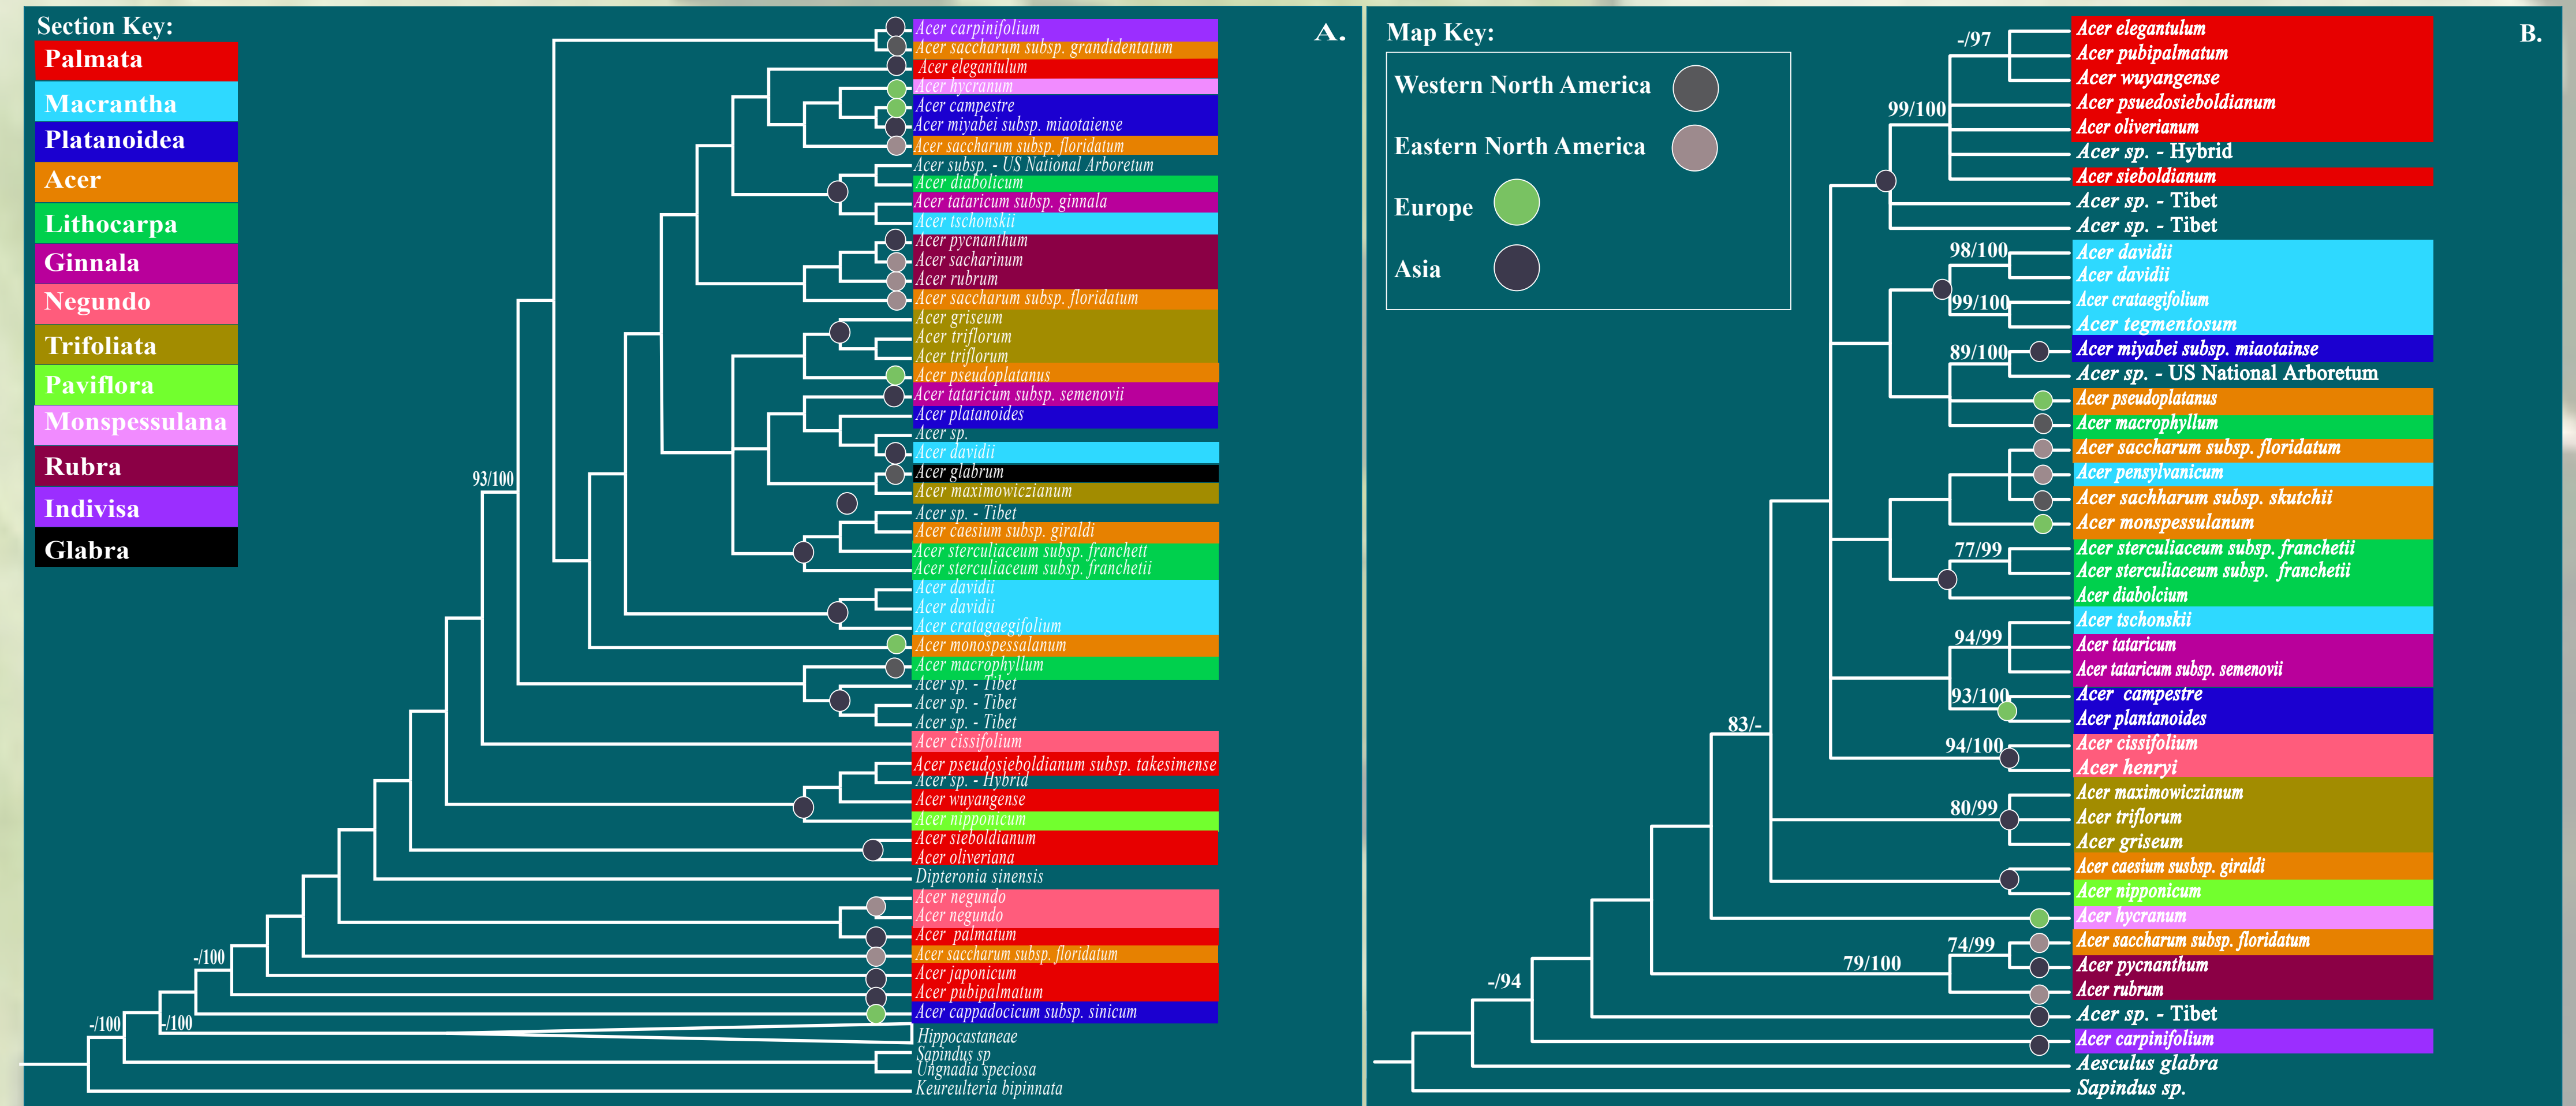 Section Key:
Palmata
Macrantha
Platanoidea
Acer
Lithocarpa
Ginnala
Negundo
Trifoliata
Paviflora
Monspessulana
Rubra
Indivisa
Glabra
A.
Acer carpinifolium
Acer saccharum subsp. grandidentatum
Acer elegantulum
Acer hycranum
Acer campestre
Acer miyabei subsp. miaotaiense
Acer saccharum subsp. floridatum
Acer subsp. - US National Arboretum
Acer diabolicum
Acer tataricum subsp. ginnala
Acer tschonskii
Acer pycnanthum
Acer sacharinum
Acer rubrum
Acer saccharum subsp. floridatum
Acer griseum
Acer triflorum
Acer triflorum
Acer pseudoplatanus
Acer tataricum subsp. semenovii
Acer platanoides
Acer sp.
Acer davidii
Acer glabrum
Acer maximowiczianum
Acer sp. - Tibet
Acer caesium subsp. giraldi
Acer sterculiaceum subsp. franchett
Acer sterculiaceum subsp. franchetii
Acer davidii
Acer davidii
Acer cratagaegifolium
Acer monospessalanum
Acer macrophyllum
Acer sp. - Tibet
Acer sp. - Tibet
Acer sp. - Tibet
Acer cissifolium
Acer pseudosieboldianum subsp. takesimense
Acer sp. - Hybrid
Acer wuyangense
Acer nipponicum
Acer sieboldianum
Acer oliveriana
Dipteronia sinensis
Acer negundo
Acer negundo
Acer palmatum
Acer saccharum subsp. floridatum
Acer japonicum
Acer pubipalmatum
Acer cappadocicum subsp. sinicum
Hippocastaneae
Sapindus sp
Ungnadia speciosa
Keureulteria bipinnata
93/100
-/100
-/100
-/100
Map Key:
Western North America
Eastern North America
Europe
Asia
B.
Acer elegantulum
Acer pubipalmatum
Acer wuyangense
Acer psuedosieboldianum
Acer oliverianum
Acer sp. - Hybrid
Acer sieboldianum
Acer sp. - Tibet
Acer sp. - Tibet
Acer davidii
Acer davidii
Acer crataegifolium
Acer tegmentosum
Acer miyabei subsp. miaotainse
Acer sp. - US National Arboretum
Acer pseudoplatanus
Acer macrophyllum
Acer saccharum subsp. floridatum
Acer pensylvanicum
Acer sachharum subsp. skutchii
Acer monspessulanum
Acer sterculiaceum subsp. franchetii
Acer sterculiaceum subsp. franchetii
Acer diabolcium
Acer tschonskii
Acer tataricum
Acer tataricum subsp. semenovii
Acer campestre
Acer plantanoides
Acer cissifolium
Acer henryi
Acer maximowiczianum
Acer triflorum
Acer griseum
Acer caesium susbsp. giraldi
Acer nipponicum
Acer hycranum
Acer saccharum subsp. floridatum
Acer pycnanthum
Acer rubrum
Acer sp. - Tibet
Acer carpinifolium
Aesculus glabra
Sapindus sp.
-/97
99/100
98/100
99/100
89/100
77/99
94/99
93/100
83/-
94/100
80/99
74/99
79/100
-/94